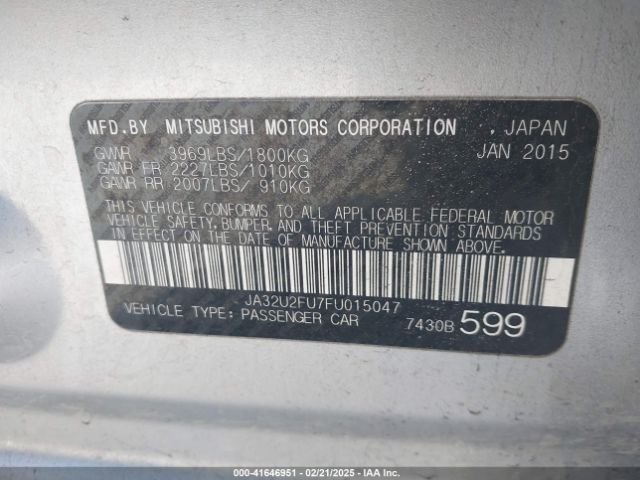 MFD.BY MITSUBISHI MOTORS CORPORATION , JAPAN
GVWR 3969LBS/1800KG JAN 2015
GAWR FR 2227LBS/1010KG
GAWR RR 2007LBS/ 910KG
THIS VEHICLE CONFORMS TO ALL APPLICABLE FEDERAL MOTOR
VEHICLE SAFETY, BUMPER, AND THEFT PREVENTION STANDARDS
IN EFFECT ON THE DATE OF MANUFACTURE SHOWN ABOVE.
JA32U2FU7FU015047
VEHICLE TYPE: PASSENGER CAR 7430B 599
000-41646951 - 02/21/2025 - IAA Inc.